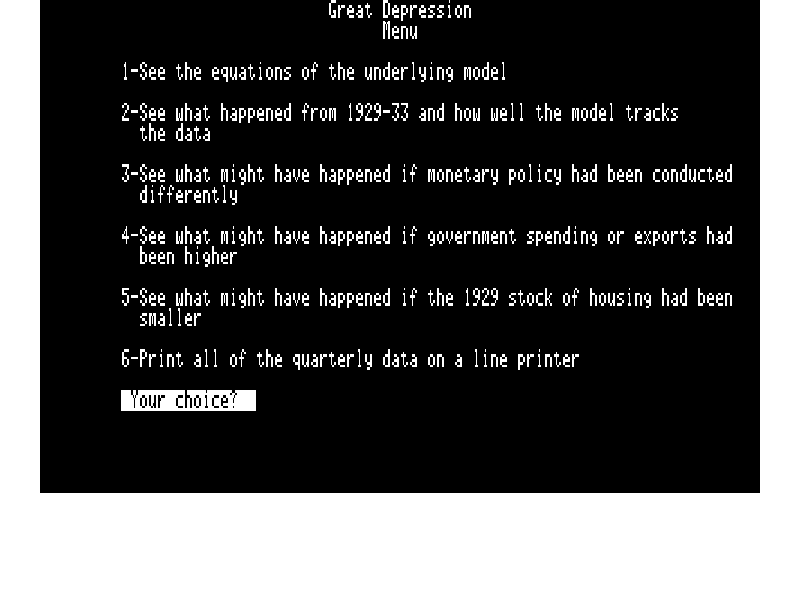 Great Depression
Menu
1-See the equations of the underlying model
2-See what happened from 1929-33 and how well the model tracks
the data
3-See what might have happened if monetary policy had been conducted
differently
4-See what might have happened if government spending or exports had
been higher
5-See what might have happened if the 1929 stock of housing had been
smaller
6-Print all of the quarterly data on a line printer
Your choice?